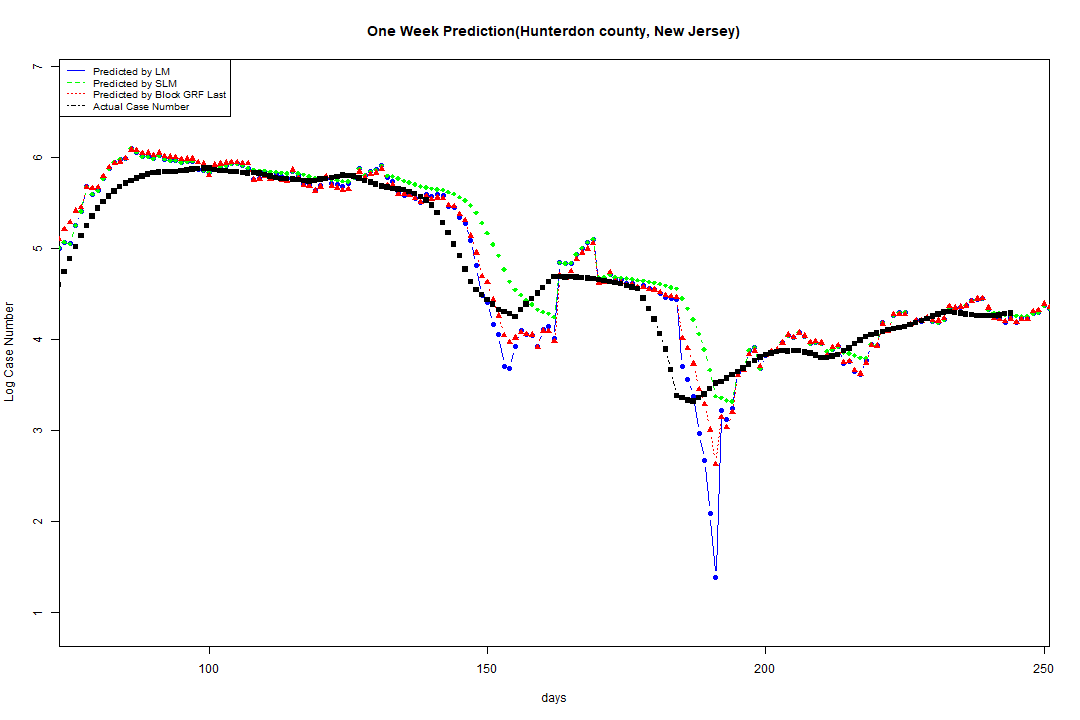 One Week Prediction(Hunterdon county, New Jersey)
Predicted by LM
Predicted by SLM
Predicted by Block GRF Last
Actual Case Number
7
6
5
4
3
2
1
Log Case Number
100 150 200 250
days